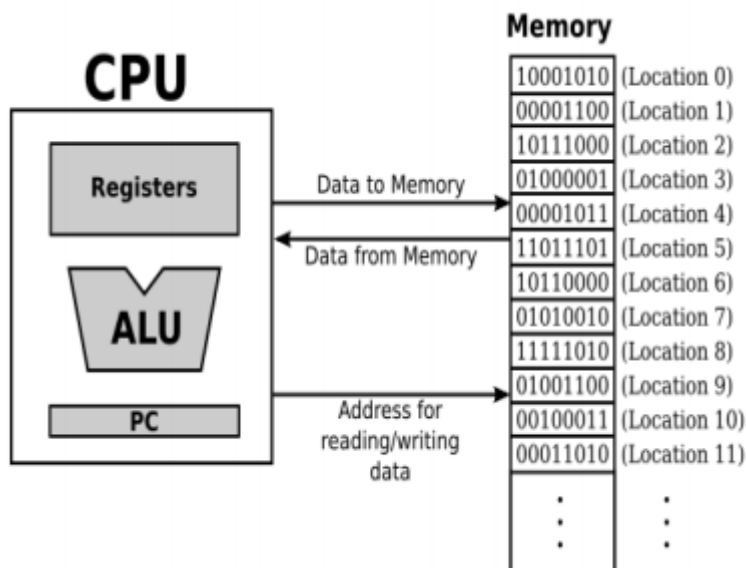 CPU
Registers
ALU
PC
Data to Memory
Data from Memory
Address for
reading/writing
data
Memory
10001010 (Location 0)
00001100 (Location 1)
10111000 (Location 2)
01000001 (Location 3)
00001011 (Location 4)
11011101 (Location 5)
10110000 (Location 6)
01010010 (Location 7)
11111010 (Location 8)
01001100 (Location 9)
00100011 (Location 10)
00011010 (Location 11)